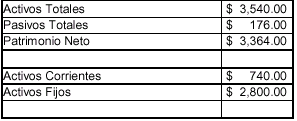 Activos Totales $ 3,540.00
Pasivos Totales $ 176.00
Patrimonio Neto $ 3,364.00
Activos Corrientes $ 740.00
Activos Fijos $ 2,800.00